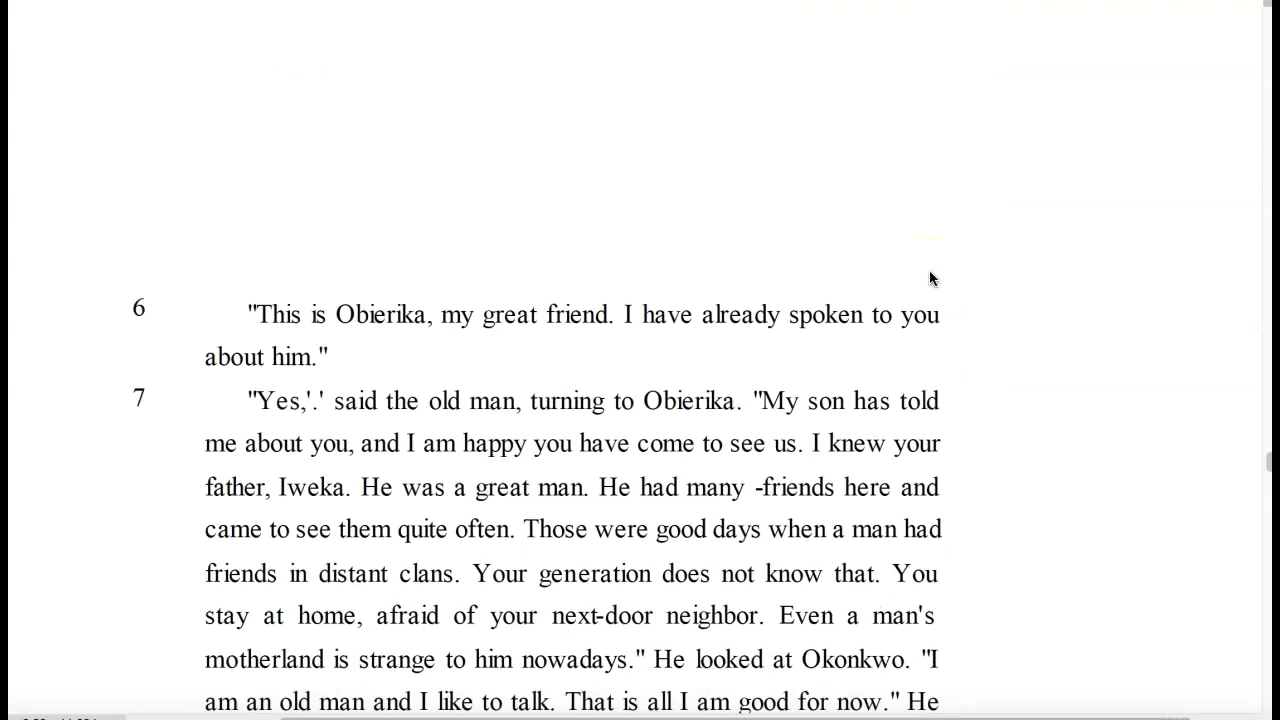 6 "This is Obierika, my great friend. I have already spoken to you
about him."
7 "Yes,'.' said the old man, turning to Obierika. "My son has told
me about you, and I am happy you have come to see us. I knew your
father, Iweka. He was a great man. He had many -friends here and
came to see them quite often. Those were good days when a man had
friends in distant clans. Your generation does not know that. You
stay at home, afraid of your next-door neighbor. Even a man's
motherland is strange to him nowadays." He looked at Okonkwo. "I
am an old man and I like to talk. That is all I am good for now." He